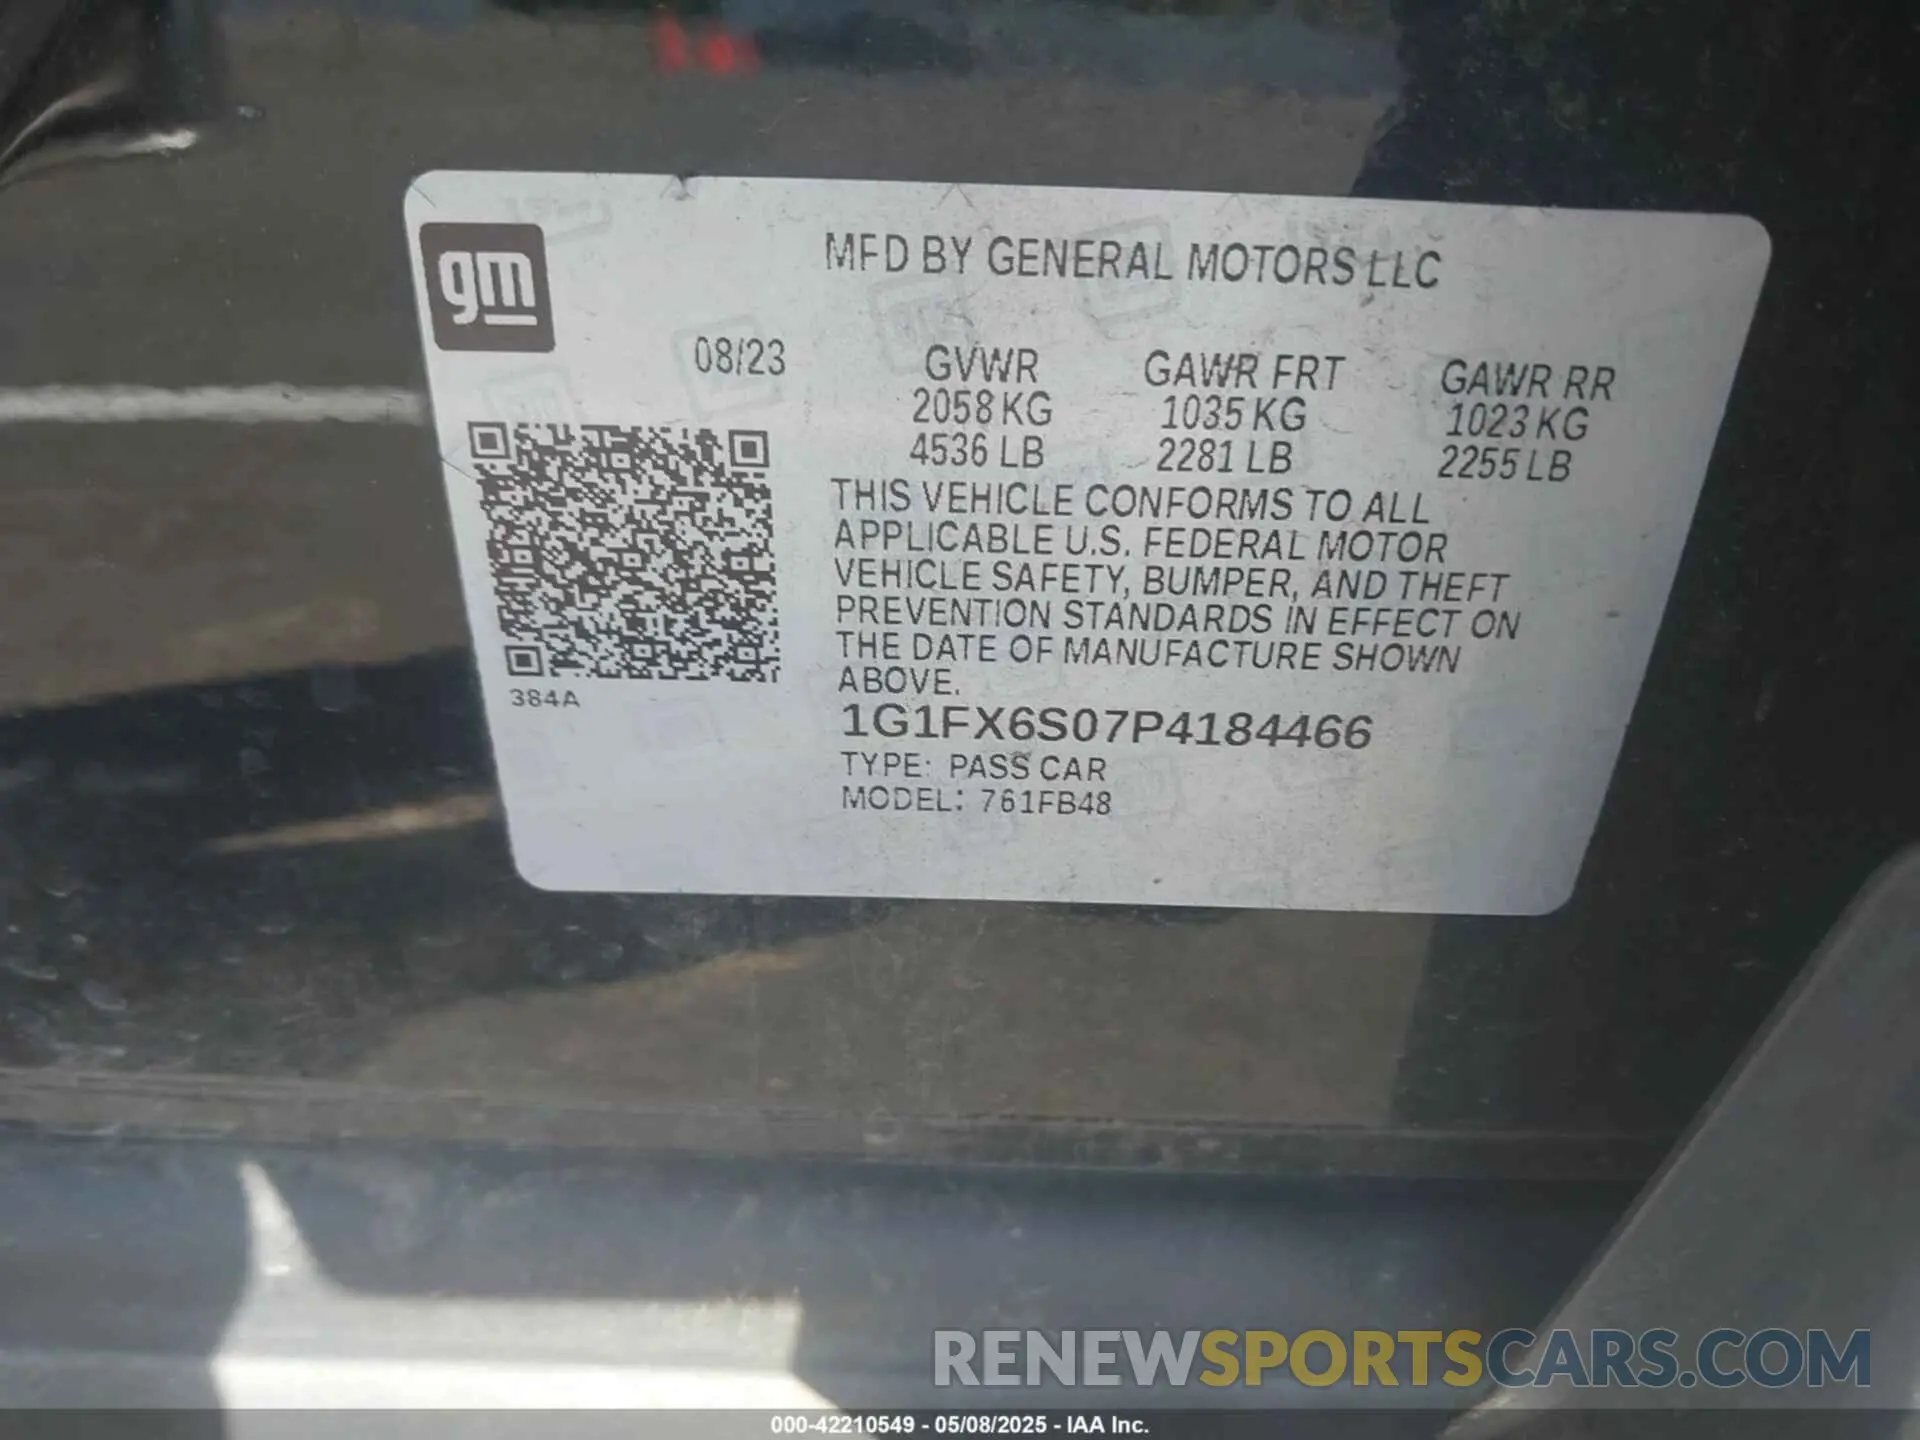 gm
MFD BY GENERAL MOTORS LLC
08/23
GVWR GAWR FRT GAWR RR
2058 KG 1035 KG 1023 KG
4536 LB 2281 LB 2255 LB
THIS VEHICLE CONFORMS TO ALL
APPLICABLE U.S. FEDERAL MOTOR
VEHICLE SAFETY, BUMPER, AND THEFT
PREVENTION STANDARDS IN EFFECT ON
THE DATE OF MANUFACTURE SHOWN
ABOVE.
384A
1G1FX6S07P4184466
TYPE: PASS CAR
MODEL: 761FB48
RENEWSPORTSCARS.COM
000-42210549 - 05/08/2025 - IAA Inc.